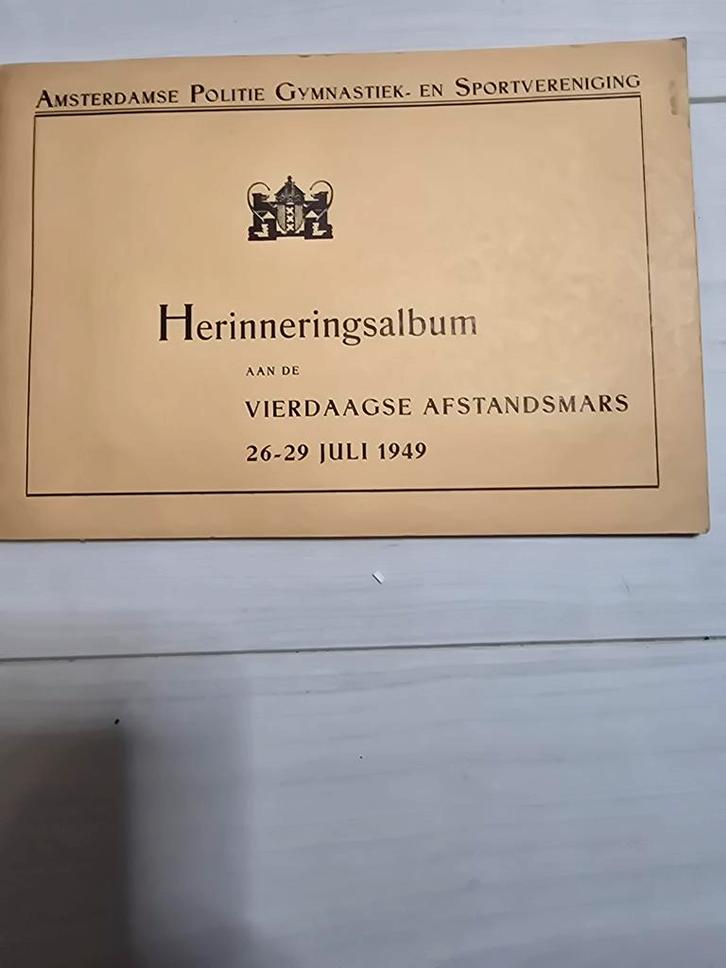 AMSTERDAMSE POLITIE GYMNASTIEK- EN SPORTVERENIGING
Herinneringsalbum
AAN DE
VIERDAAGSE AFSTANDSMARS
26-29 JULI 1949